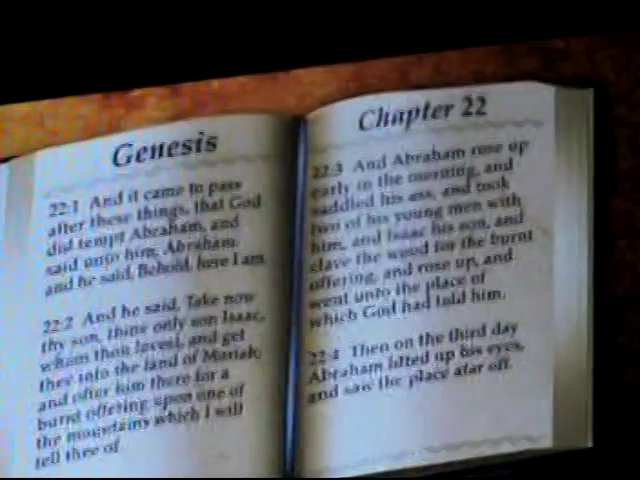 Genesis
22:1 And it came to pass
after these things, that God
did tempt Abraham, and
said unto him, Abraham:
and he said, Behold, here I am.
22:2 And he said, Take now
thy son, thine only son Isaac,
whom thou lovest, and get
thee into the land of Moriah;
and offer him there for a
burnt offering upon one of
the mountains which I will
tell thee of
Chapter 22
22:3 And Abraham rose up
early in the morning, and
saddled his ass, and took
two of his young men with
him, and Isaac his son, and
clave the wood for the burnt
offering, and rose up, and
went unto the place of
which God had told him.
22:4 Then on the third day
Abraham lifted up his eyes,
and saw the place afar off.